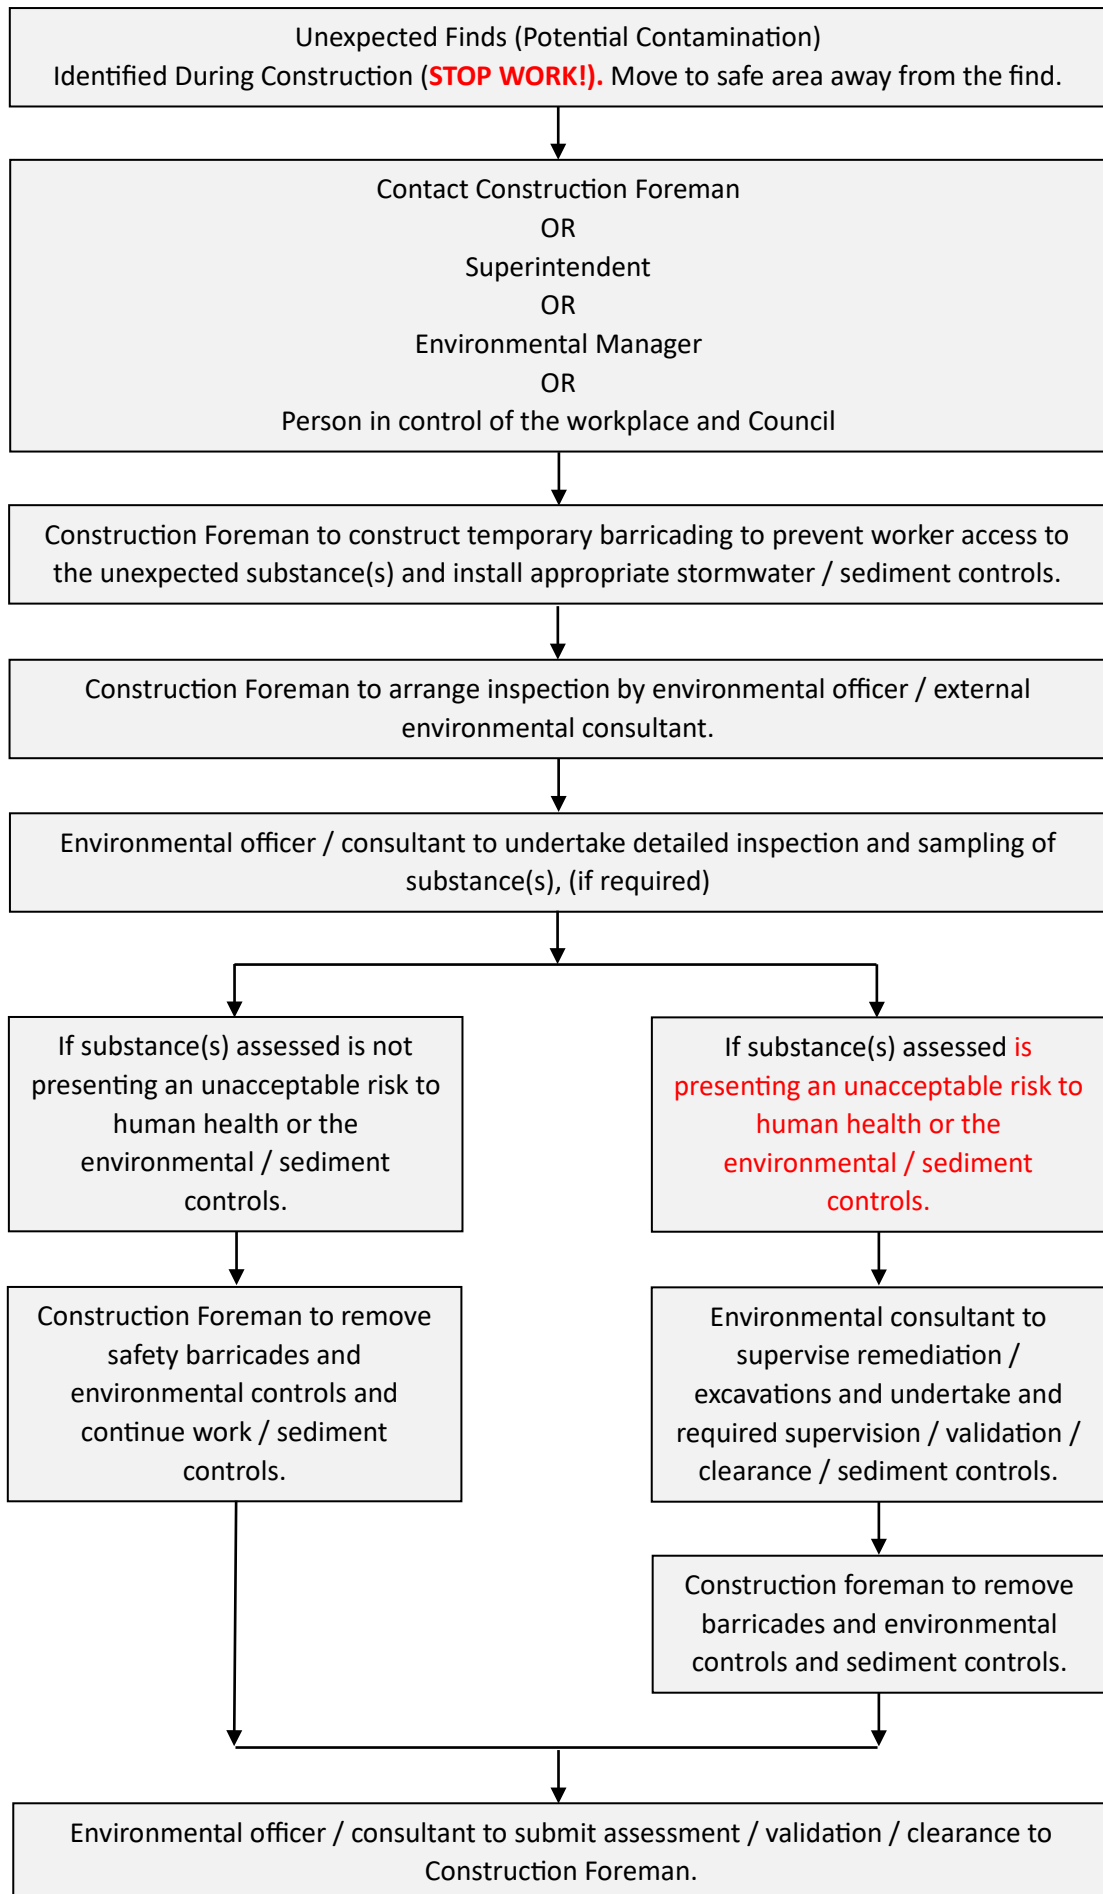 Unexpected Finds (Potential Contamination)
Identified During Construction (STOP WORK!). Move to safe area away from the find.
Contact Construction Foreman
OR
Superintendent
OR
Environmental Manager
OR
Person in control of the workplace and Council
Construction Foreman to construct temporary barricading to prevent worker access to
the unexpected substance(s) and install appropriate stormwater / sediment controls.
Construction Foreman to arrange inspection by environmental officer / external
environmental consultant.
Environmental officer / consultant to undertake detailed inspection and sampling of
substance(s), (if required)
If substance(s) assessed is not
presenting an unacceptable risk to
human health or the
environmental / sediment
controls.
If substance(s) assessed is
presenting an unacceptable risk to
human health or the
environmental / sediment
controls.
Construction Foreman to remove
safety barricades and
environmental controls and
continue work / sediment
controls.
Environmental consultant to
supervise remediation /
excavations and undertake and
required supervision / validation /
clearance / sediment controls.
Construction foreman to remove
barricades and environmental
controls and sediment controls.
Environmental officer / consultant to submit assessment / validation / clearance to
Construction Foreman.